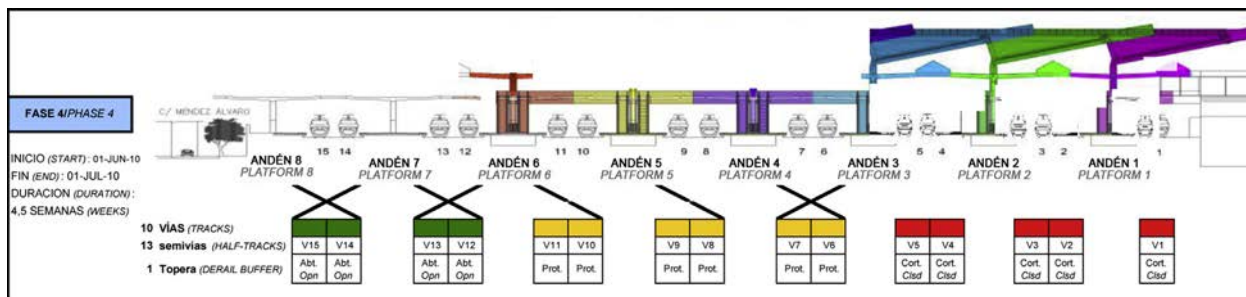 C/ MÉNDEZ ÁLVARO
FASE 4/PHASE 4
INICIO (START): 01-JUN-10
FIN (END): 01-JUL-10
DURACION (DURATION):
4,5 SEMANAS (WEEKS)
15 14 13 12 11 10 9 8 7 6 5 4 3 2 1
ANDÉN 8 ANDÉN 7 ANDÉN 6 ANDÉN 5 ANDÉN 4 ANDÉN 3 ANDÉN 2 ANDÉN 1
PLATFORM 8 PLATFORM 7 PLATFORM 6 PLATFORM 5 PLATFORM 4 PLATFORM 3 PLATFORM 2 PLATFORM 1
10 VÍAS (TRACKS)
13 semivias (HALF-TRACKS) V15 V14 V13 V12 V11 V10 V9 V8 V7 V6 V5 V4 V3 V2 V1
1 Topera (DERAIL BUFFER) Abt. Abt. Abt. Abt. Prot. Prot. Prot. Prot. Prot. Prot. Cort. Cort. Cort. Cort. Cort.
Opn Opn Opn Opn Clsd Clsd Clsd Clsd Clsd